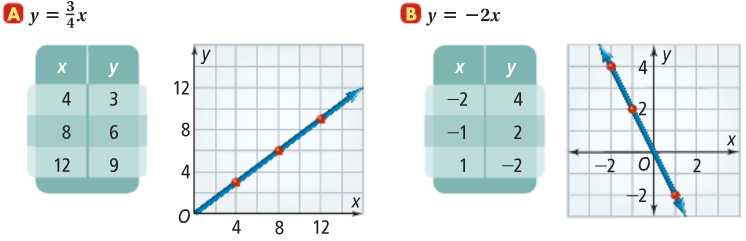 A y = 3/4 x
x y
4 3
8 6
12 9
y
12
8
4
O
4 8 12
x
B y = −2x
x y
−2 4
−1 2
1 −2
y
4
2
x
−2 O 2
−2